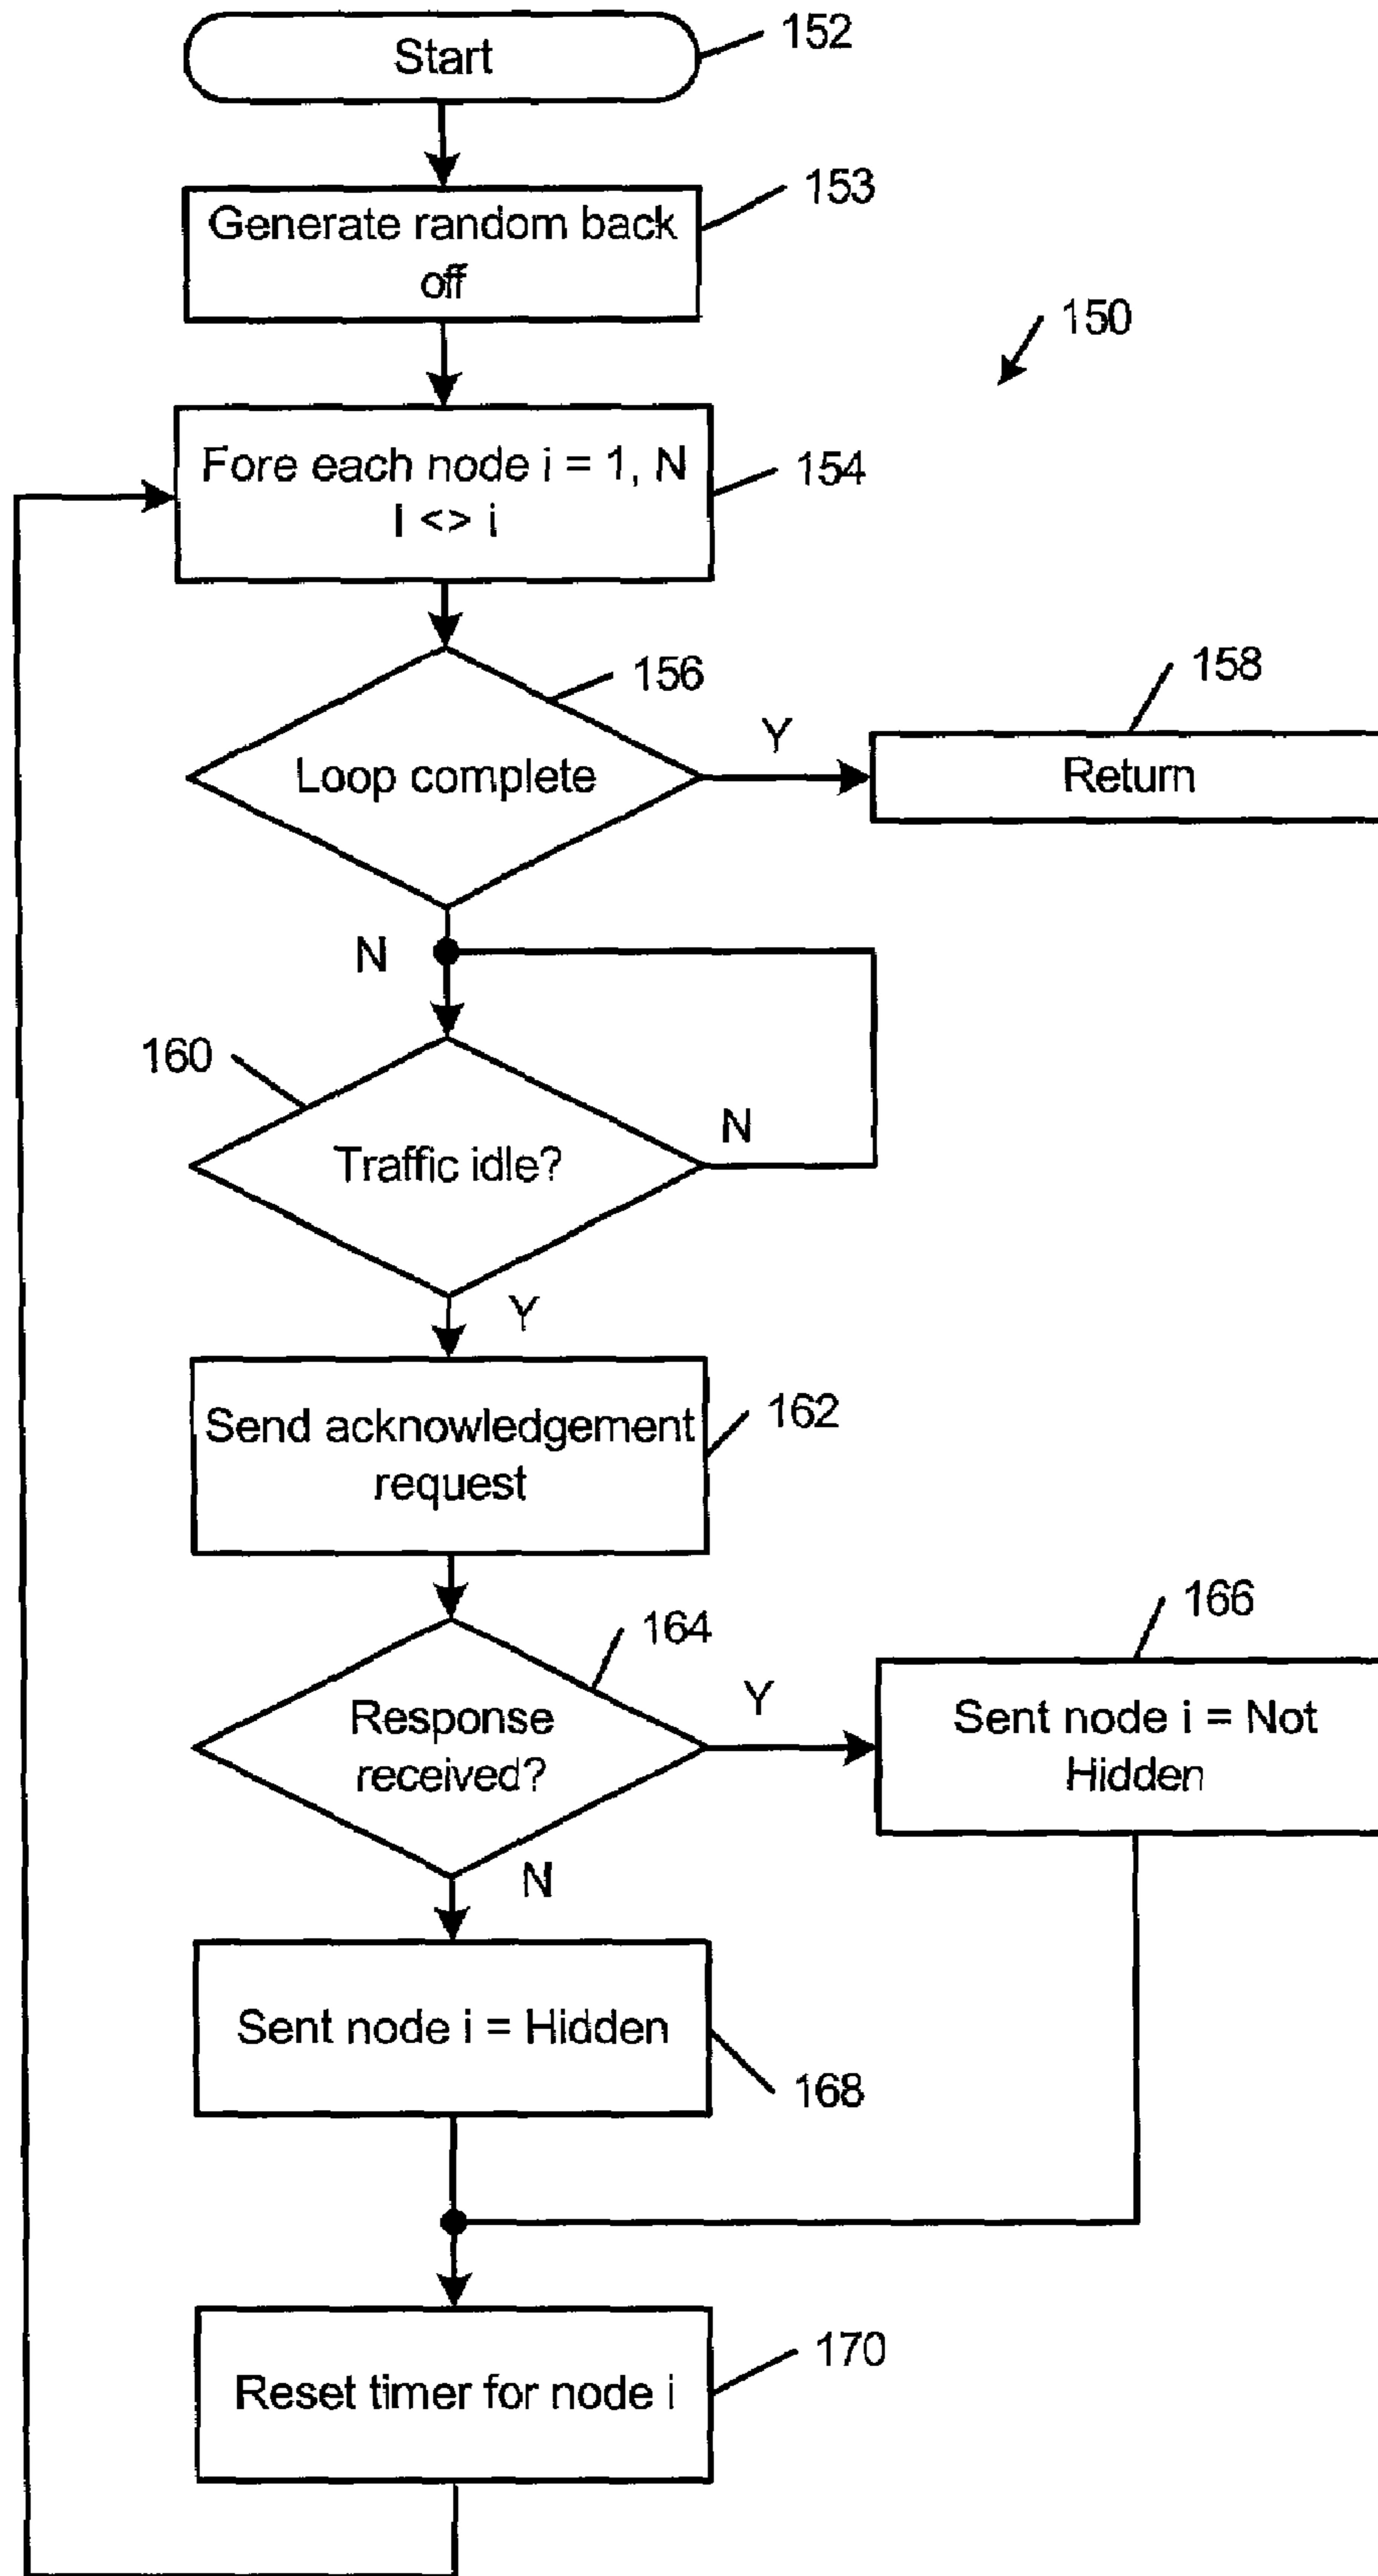 Start
152
Generate random back
off
153
150
Fore each node i = 1, N
I <> i
154
156
Loop complete
Y
158
Return
N
160
Traffic idle?
N
Y
Send acknowledgement
request
162
164
Response
received?
Y
166
Sent node i = Not
Hidden
N
Sent node i = Hidden
168
Reset timer for node i
170